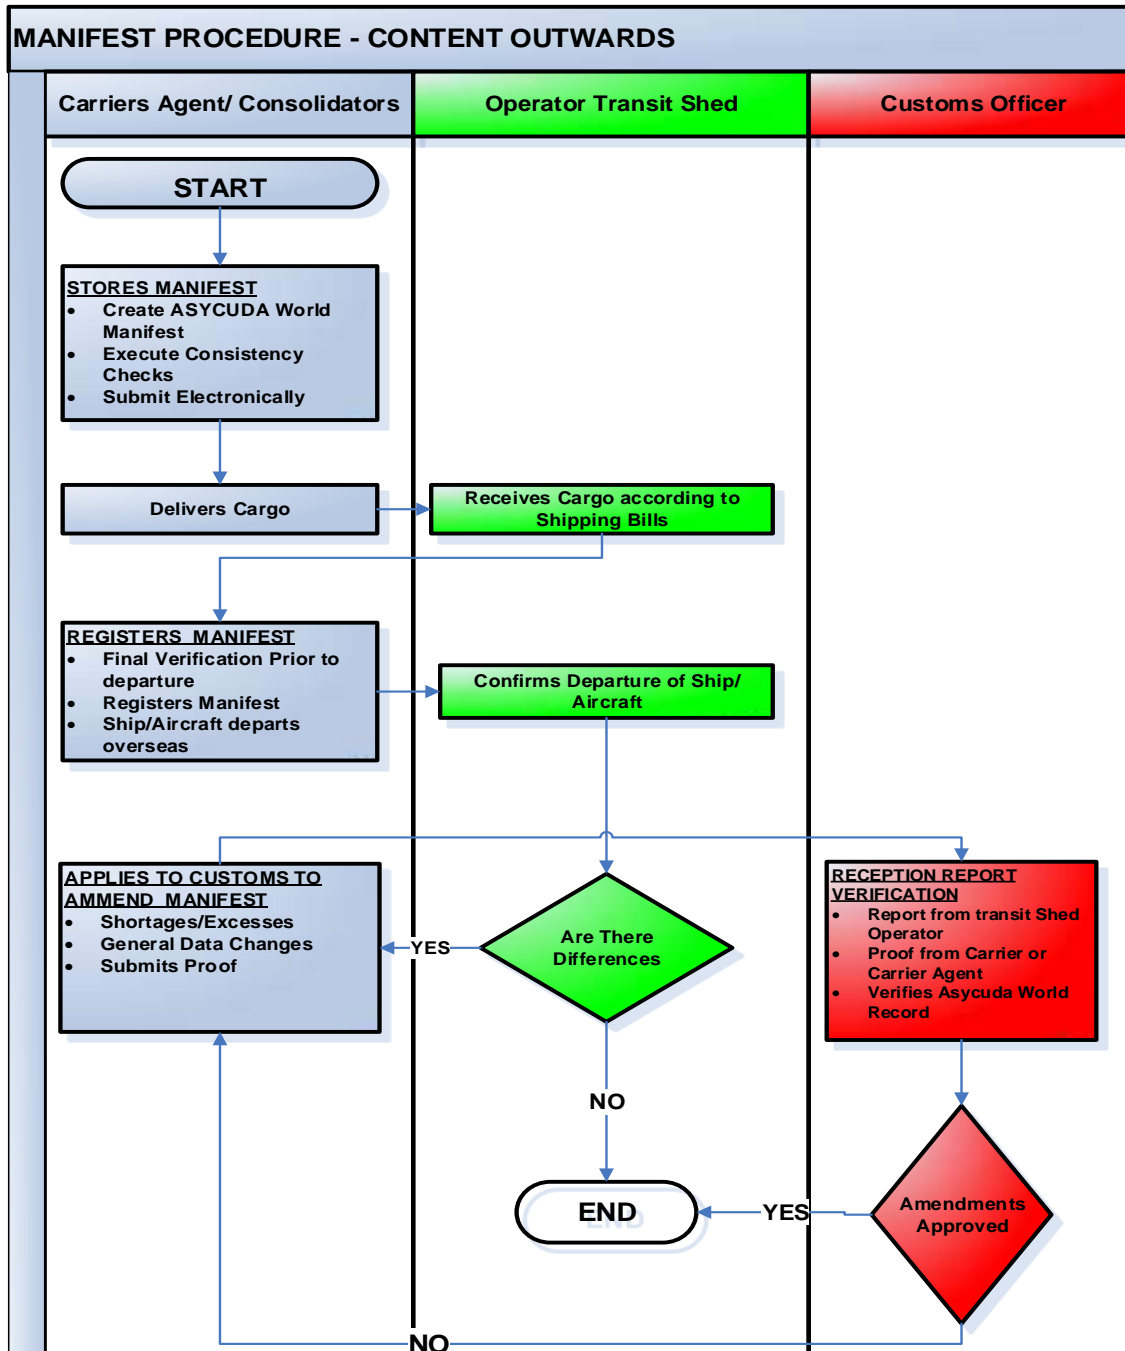 MANIFEST PROCEDURE - CONTENT OUTWARDS
Carriers Agent/ Consolidators
Operator Transit Shed
Customs Officer
START
STORES MANIFEST
• Create ASYCUDA World
Manifest
• Execute Consistency
Checks
• Submit Electronically
Delivers Cargo
Receives Cargo according to
Shipping Bills
REGISTERS MANIFEST
• Final Verification Prior to
departure
• Registers Manifest
• Ship/Aircraft departs
overseas
Confirms Departure of Ship/
Aircraft
APPLIES TO CUSTOMS TO
AMMEND MANIFEST
• Shortages/Excesses
• General Data Changes
• Submits Proof
YES
Are There
Differences
RECEPTION REPORT
VERIFICATION
• Report from transit Shed
Operator
• Proof from Carrier or
Carrier Agent
• Verifies Asycuda World
Record
NO
END
YES
Amendments
Approved
NO